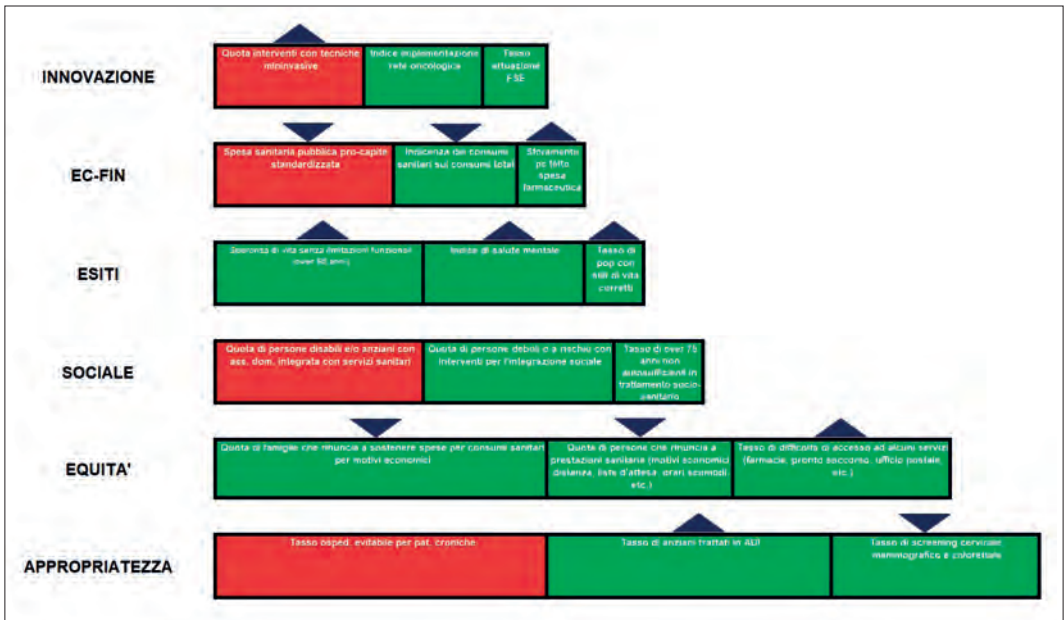 INNOVAZIONE
Quota interventi con tecniche
mininvasive
Indice implementazione
rete oncologica
Tasso
attuazione
FSE
EC-FIN
Spesa sanitaria pubblica pro-capite
standardizzata
Incidenza dei consumi
sanitari sui consumi total
Sforamento
spesa
farmaceutica
ESITI
Speranza di vita senza limitazioni funzionali
Indice di salute mentale
Tasso di
pop con
stili di vita
corretti
SOCIALE
Quota di persone disabili e/o anziani con
ass. dom. integrata con servizi sanitari
Quota di persone deboli o a rischio con
interventi per l'integrazione sociale
Tasso di over 75
anni non
autosufficienti in
trattamento socio-
sanitario
EQUITA'
Quota di famiglie che rinuncia a sostenere spese per consumi sanitari
per motivi economici
Quota di persone che rinuncia a
prestazioni sanitarie (motivi economici
distanza, liste d'attesa, orari scomodi
etc.)
Tasso di difficoltà di accesso ad alcuni servizi
(farmacie, pronto soccorso, ufficio postale,
etc.)
APPROPRIATEZZA
Tasso osped. evitabile per pat. croniche
Tasso di anziani trattati in ADI
Tasso di screening cervicale
mammografico e colorettale